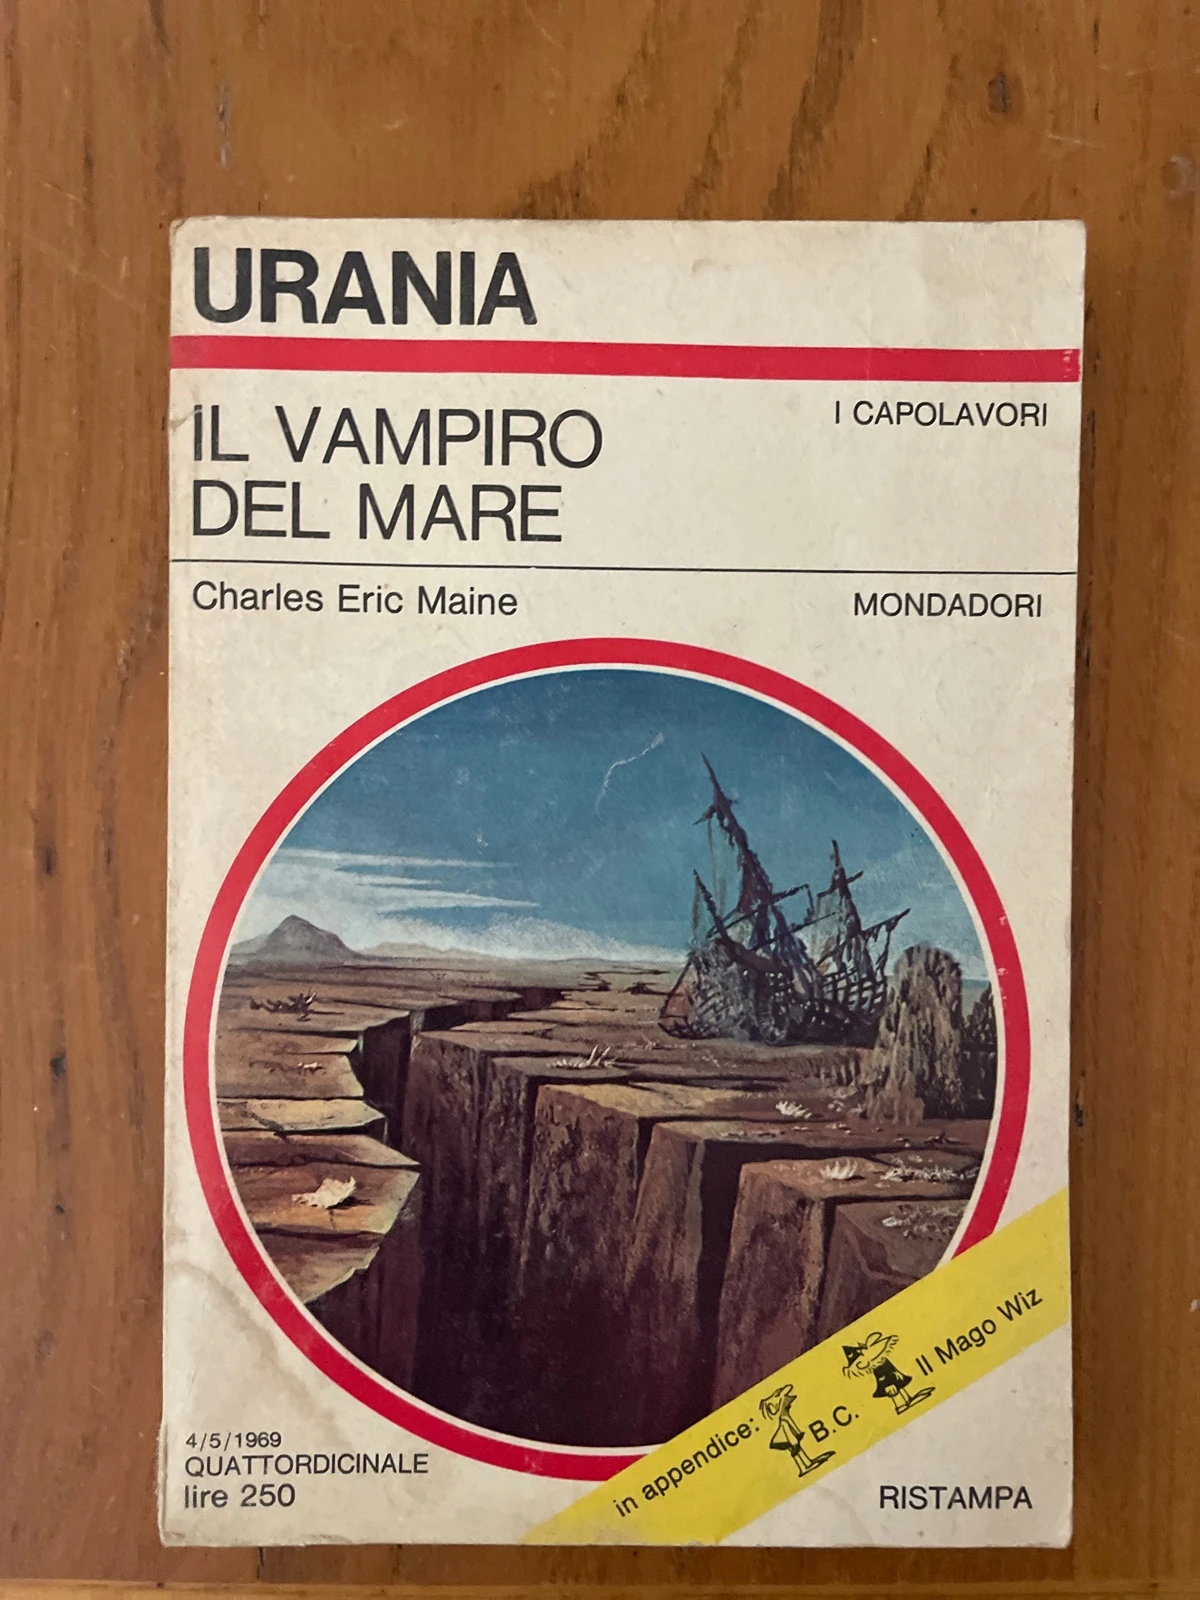 URANIA
IL VAMPIRO
DEL MARE
I CAPOLAVORI
Charles Eric Maine
MONDADORI
in appendice: B.C. Il Mago Wiz
4/5/1969
QUATTORDICINALE
lire 250
RISTAMPA